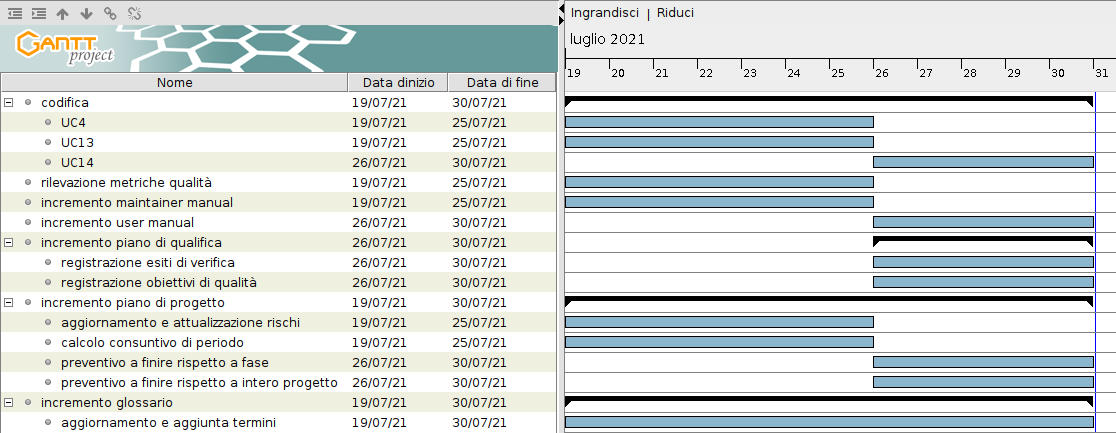 Ingrandisci | Riduci
GANTT
project
luglio 2021
Nome Data dinizio Data di fine
19 20 21 22 23 24 25 26 27 28 29 30 31
codifica 19/07/21 30/07/21
UC4 19/07/21 25/07/21
UC13 19/07/21 25/07/21
UC14 26/07/21 30/07/21
rilevazione metriche qualità 19/07/21 25/07/21
incremento maintainer manual 19/07/21 25/07/21
incremento user manual 26/07/21 30/07/21
incremento piano di qualifica 26/07/21 30/07/21
registrazione esiti di verifica 26/07/21 30/07/21
registrazione obiettivi di qualità 26/07/21 30/07/21
incremento piano di progetto 19/07/21 30/07/21
aggiornamento e attualizzazione rischi 19/07/21 25/07/21
calcolo consuntivo di periodo 19/07/21 25/07/21
preventivo a finire rispetto a fase 26/07/21 30/07/21
preventivo a finire rispetto a intero progetto 26/07/21 30/07/21
incremento glossario 19/07/21 30/07/21
aggiornamento e aggiunta termini 19/07/21 30/07/21